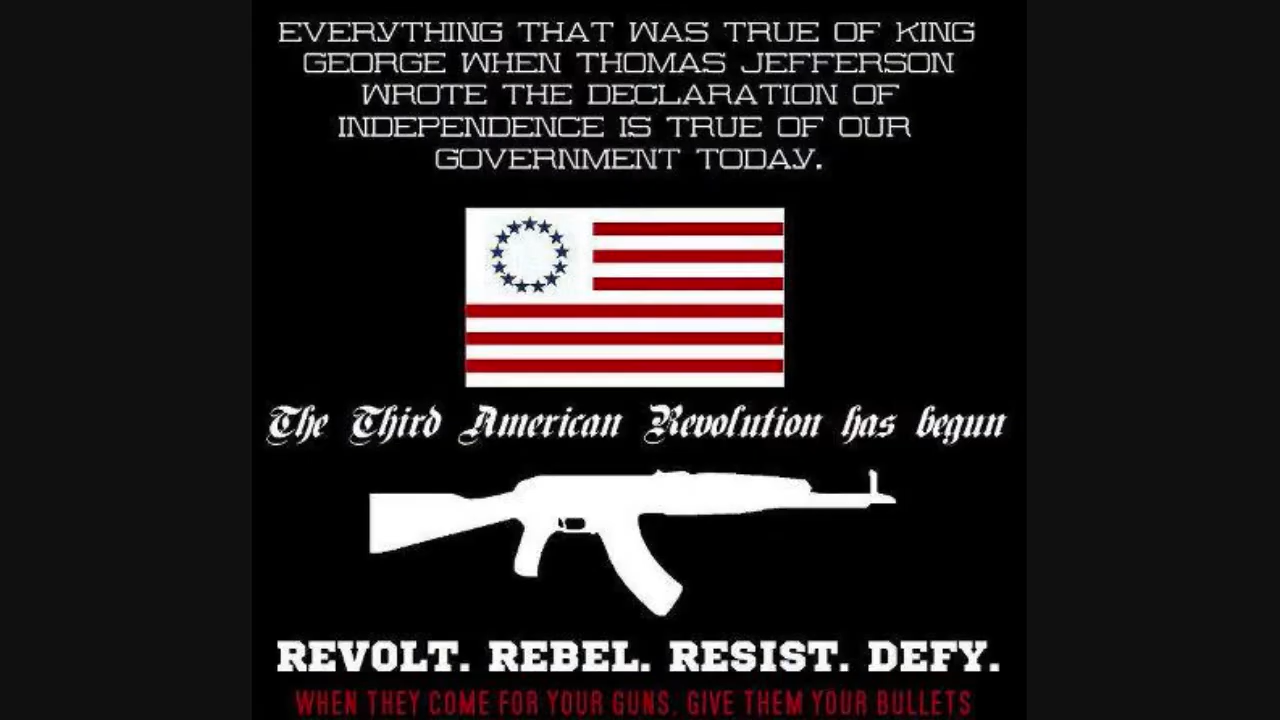 EVERYTHING THAT WAS TRUE OF KING
GEORGE WHEN THOMAS JEFFERSON
WROTE THE DECLARATION OF
INDEPENDENCE IS TRUE OF OUR
GOVERNMENT TODAY.
The Third American Revolution has begun
REVOLT. REBEL. RESIST. DEFY.
WHEN THEY COME FOR YOUR GUNS, GIVE THEM YOUR BULLETS